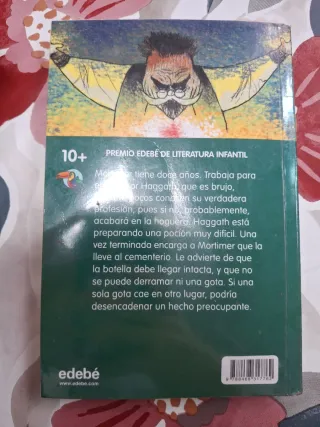 10+
PREMIO EDEBÉ DE LITERATURA INFANTIL
tiene doce años. Trabaja para
Haggath, que es brujo,
pocos conocen su verdadera
profesión, pues si no, probablemente,
acabaría en la hoguera. Haggath está
preparando una poción muy difícil. Una
vez terminada encarga a Mortimer que la
lleve al cementerio. Le advierte de que
la botella debe llegar intacta, y que no
se puede derramar ni una gota. Si una
sola gota cae en otro lugar, podría
desencadenar un hecho preocupante.
edebé
www.edebe.com